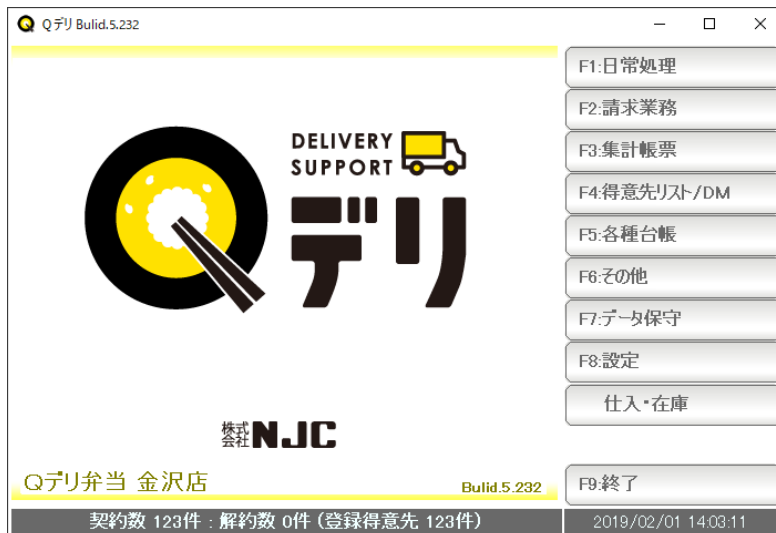 Qデリ Bulid.5.232
DELIVERY
SUPPORT
Qデリ
株式会社NJC
Qデリ弁当 金沢店
Bulid.5.232
契約数 123件 : 解約数 0件 (登録得意先 123件)
F1:日常処理
F2:請求業務
F3:集計帳票
F4:得意先リスト/DM
F5:各種台帳
F6:その他
F7:データ保守
F8:設定
仕入・在庫
F9:終了
2019/02/01 14:03:11